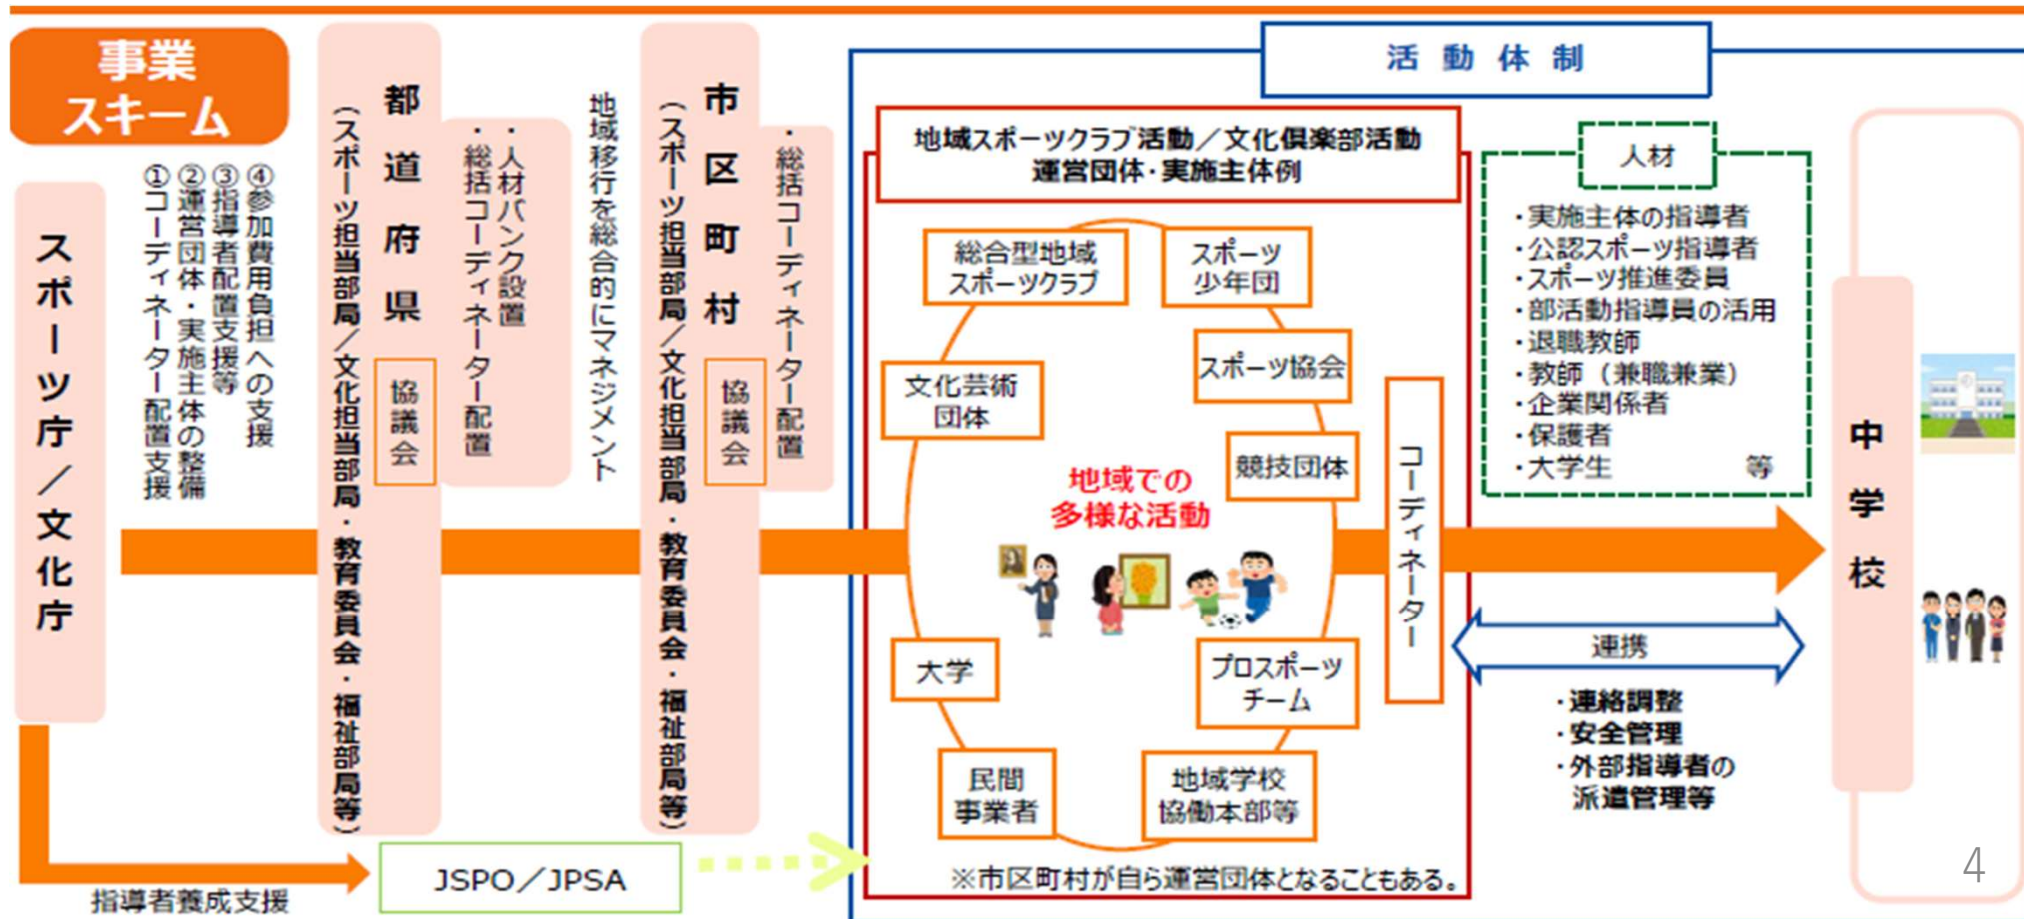 事業
スキーム
スポーツ庁/文化庁
①コーディネーター配置支援
②運営団体・実施主体の整備
③指導者配置支援等
④参加費用負担への支援
都道府県
(スポーツ担当部局/文化担当部局・教育委員会・福祉部局等)
協議会
・人材バンク設置
・総括コーディネーター配置
地域移行を総合的にマネジメント
市区町村
(スポーツ担当部局/文化担当部局・教育委員会・福祉部局等)
協議会
・総括コーディネーター配置
指導者養成支援
JSPO/JPSA
活動体制
地域スポーツクラブ活動/文化倶楽部活動
運営団体・実施主体例
総合型地域
スポーツクラブ
スポーツ
少年団
スポーツ協会
文化芸術
団体
競技団体
地域での
多様な活動
大学
プロスポーツ
チーム
民間
事業者
地域学校
協働本部等
※市区町村が自ら運営団体となることもある。
コーディネーター
人材
・実施主体の指導者
・公認スポーツ指導者
・スポーツ推進委員
・部活動指導員の活用
・退職教師
・教師(兼職兼業)
・企業関係者
・保護者
・大学生 等
連携
・連絡調整
・安全管理
・外部指導者の
派遣管理等
中学校
4